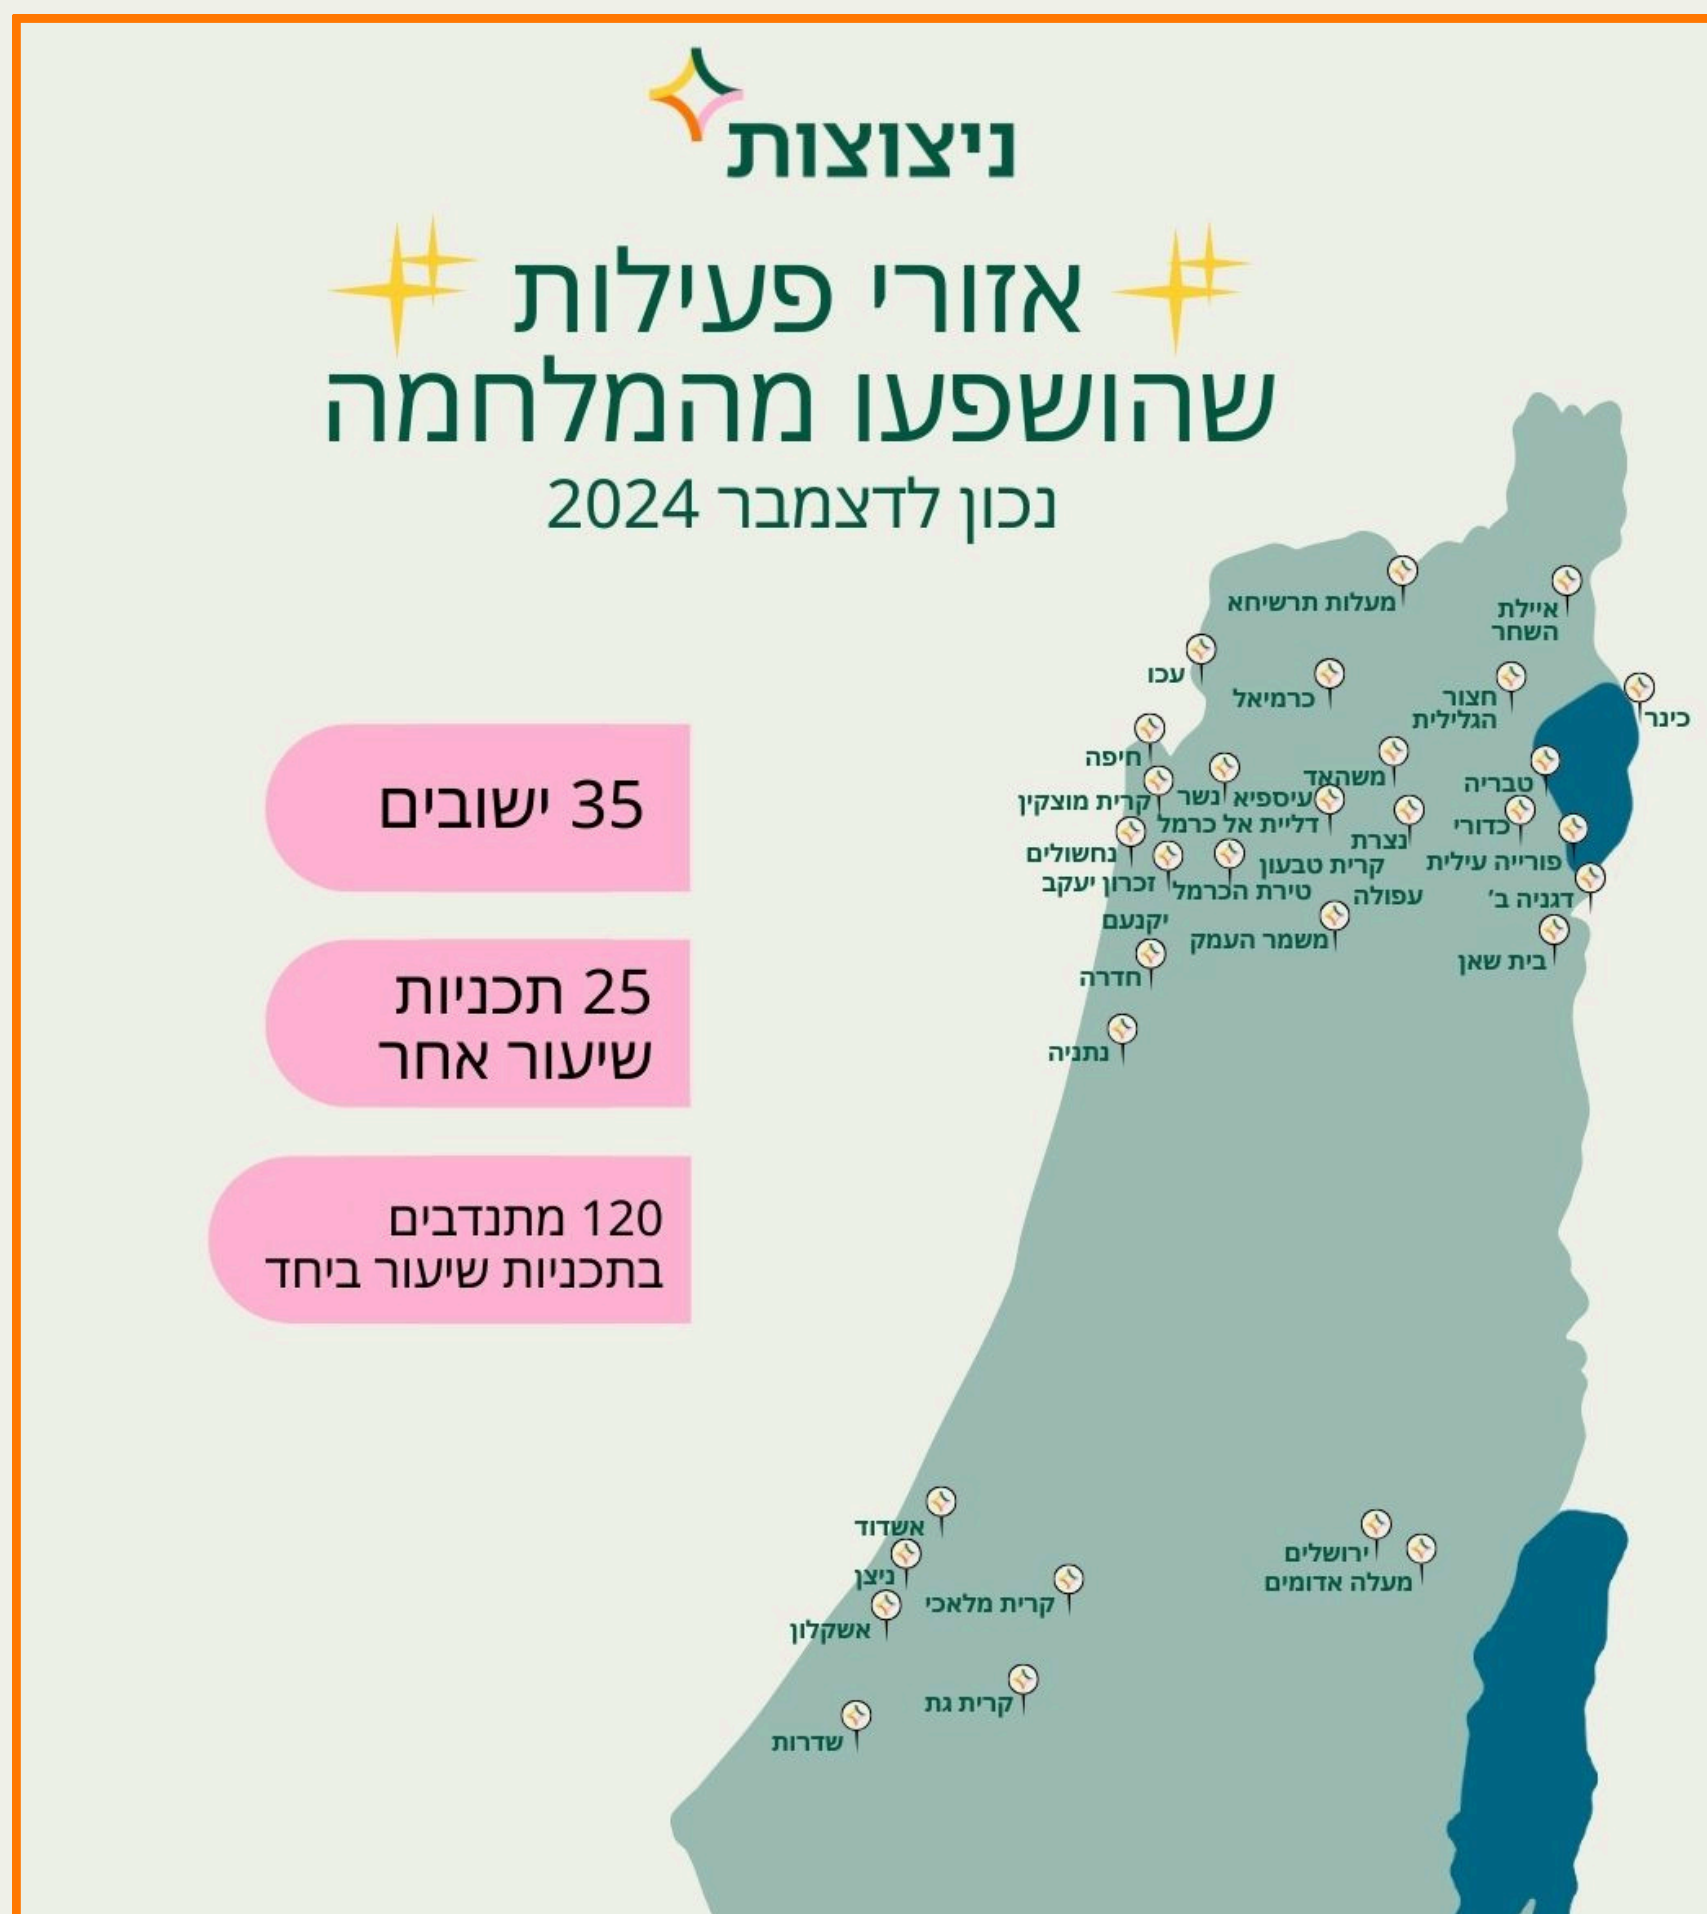 ניצוצות
אזורי פעילות
שהושפעו מהמלחמה
נכון לדצמבר 2024
מעלות תרשיחא
איילת
השחר
עכו
כרמיאל
חצור
הגלילית
כינר
חיפה
משהאד
טבריה
קרית מוצקין
נשר
עיספיא
דליית אל כרמל
נצרת
כדורי
נחשולים
קרית טבעון
פורייה עילית
זכרון יעקב
טירת הכרמל
עפולה
דגניה ב'
יקנעם
משמר העמק
בית שאן
חדרה
נתניה
35 ישובים
25 תכניות
שיעור אחר
120 מתנדבים
בתכניות שיעור ביחד
אשדוד
ניצן
אשקלון
קרית מלאכי
ירושלים
מעלה אדומים
קרית גת
שדרות